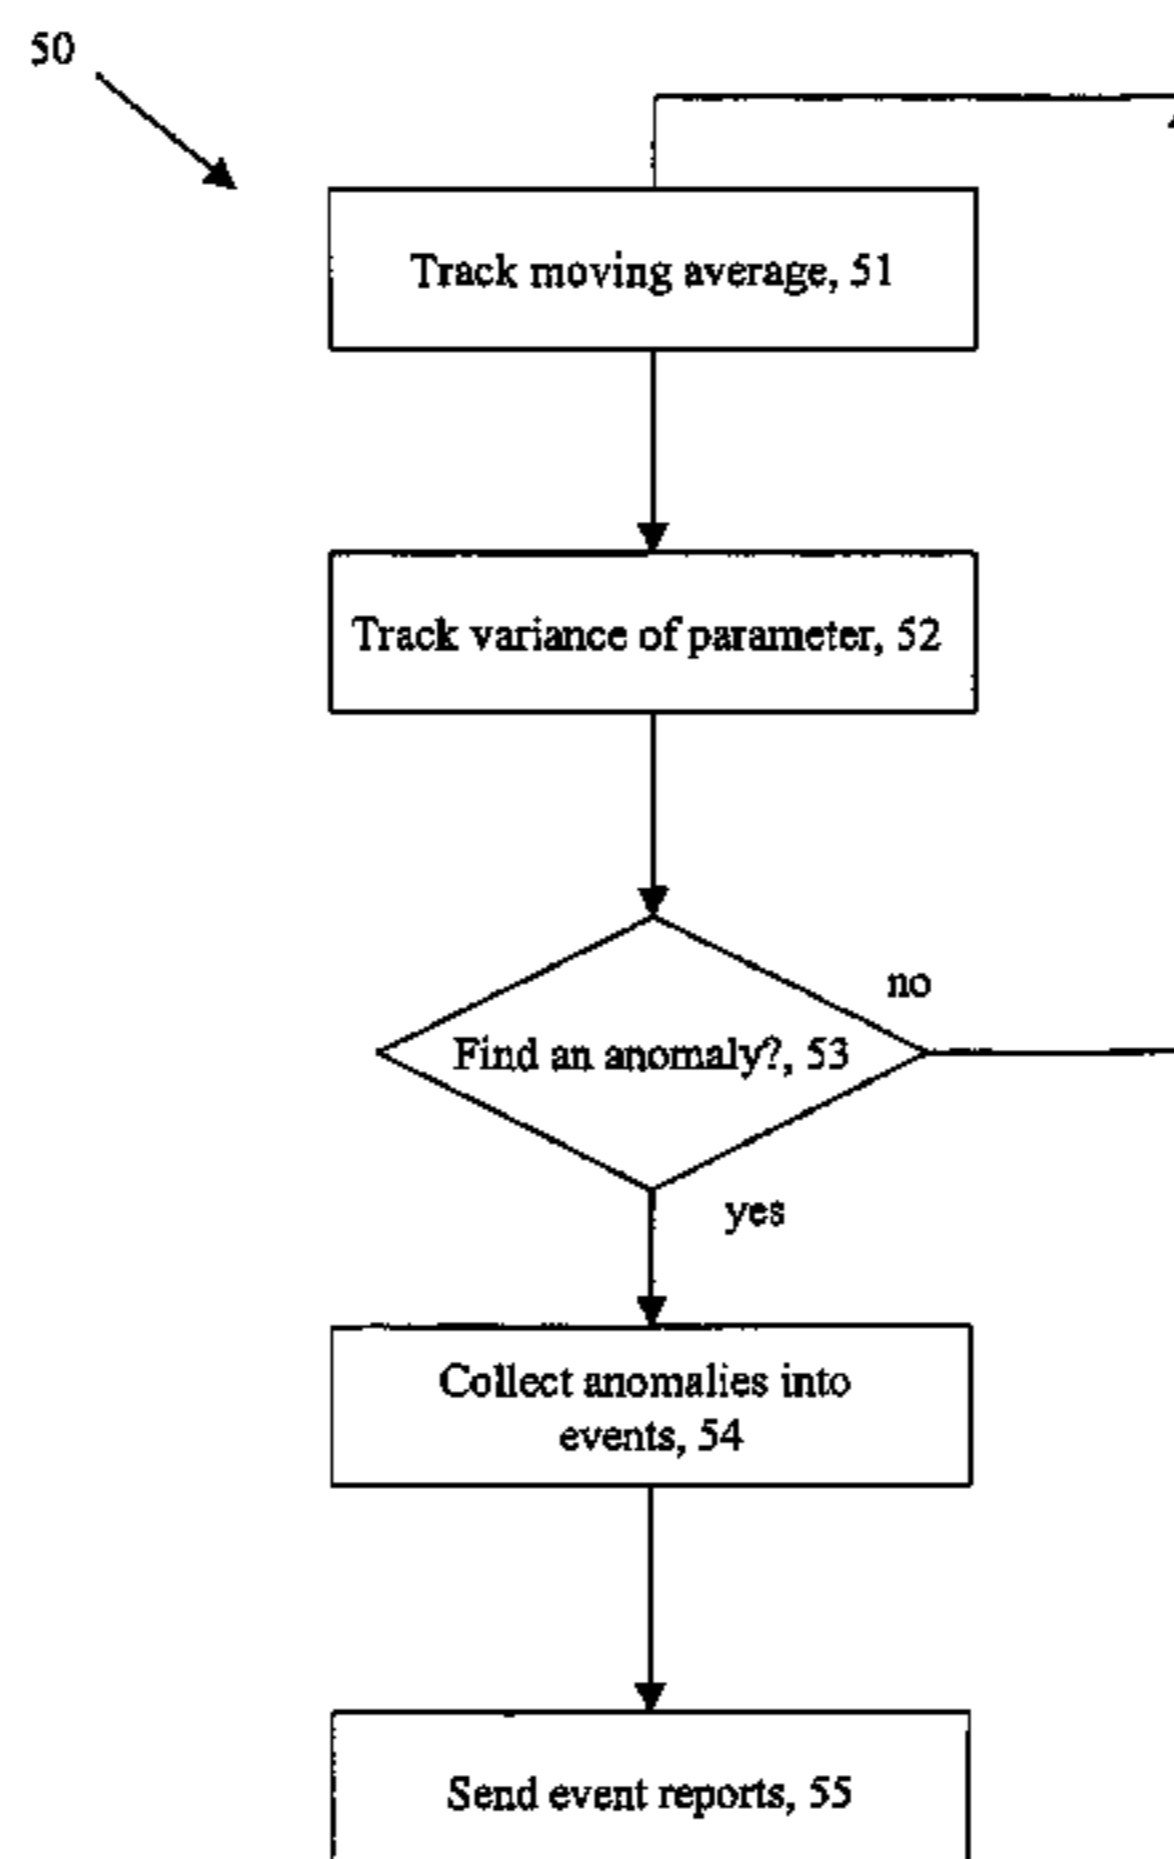 50
Track moving average, 51
Track variance of parameter, 52
no
Find an anomaly?, 53
yes
Collect anomalies into
events, 54
Send event reports, 55